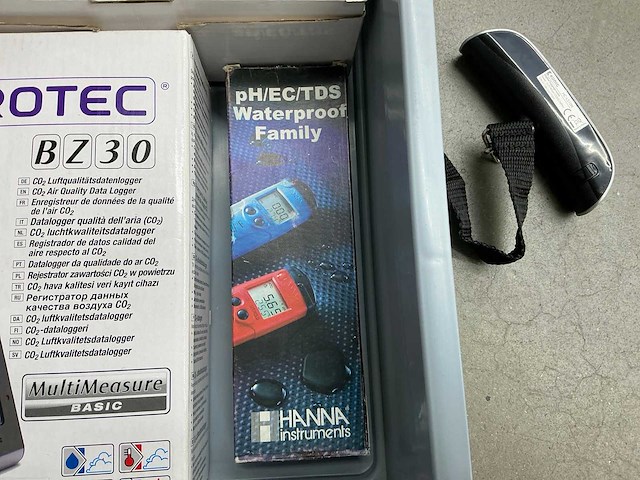 ROTEC®
BZ30
DE CO₂ Luftqualitätsdatenlogger
EN CO₂ Air Quality Data Logger
FR Enregistreur de données de la qualité
de l'air CO₂
IT Datalogger qualità dell'aria (CO₂)
NL CO₂ luchtkwaliteitsdatalogger
ES Registrador de datos calidad del
aire respecto al CO₂
PT Datalogger da qualidade do ar CO₂
PL Rejestrator zawartości CO₂ w powietrzu
TR CO₂ hava kalitesi veri kayıt cihazı
RU Регистратор данных
качества воздуха CO₂
DA CO₂ luftkvalitetsdatalogger
FI CO₂-dataloggeri
NO CO₂ Luftkvalitetsdatalogger
SV CO₂ Luftkvalitetsdatalogger
MultiMeasure
BASIC
pH/EC/TDS
Waterproof
Family
HANNA
instruments